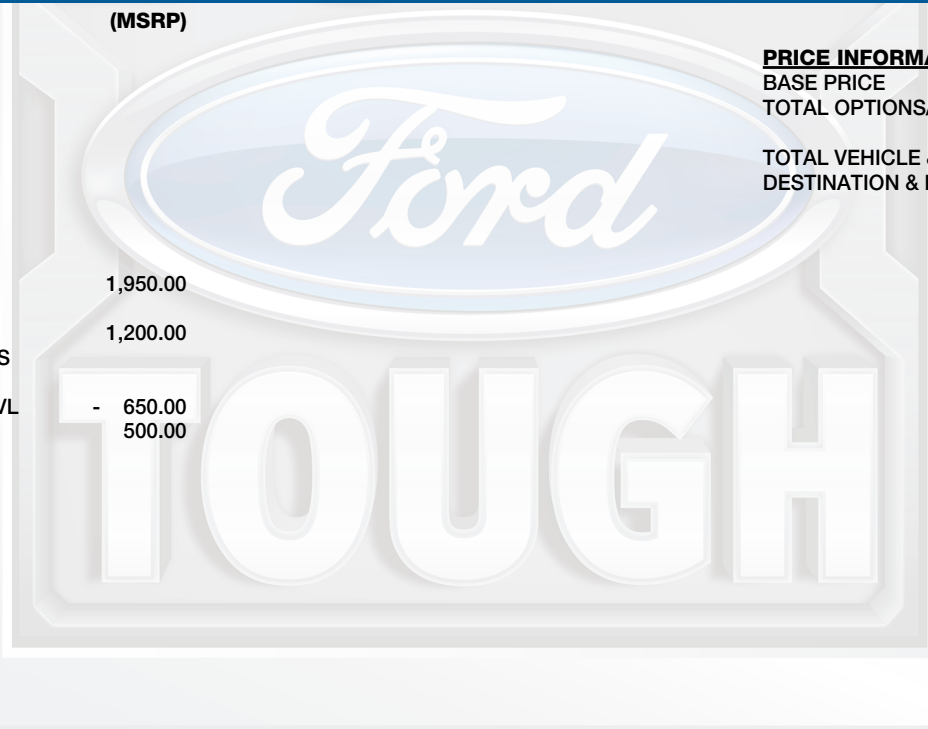 (MSRP)
1,950.00
1,200.00
S
VL - 650.00
500.00
PRICE INFORMA
BASE PRICE
TOTAL OPTIONS
TOTAL VEHICLE &
DESTINATION &
Ford
TOUGH